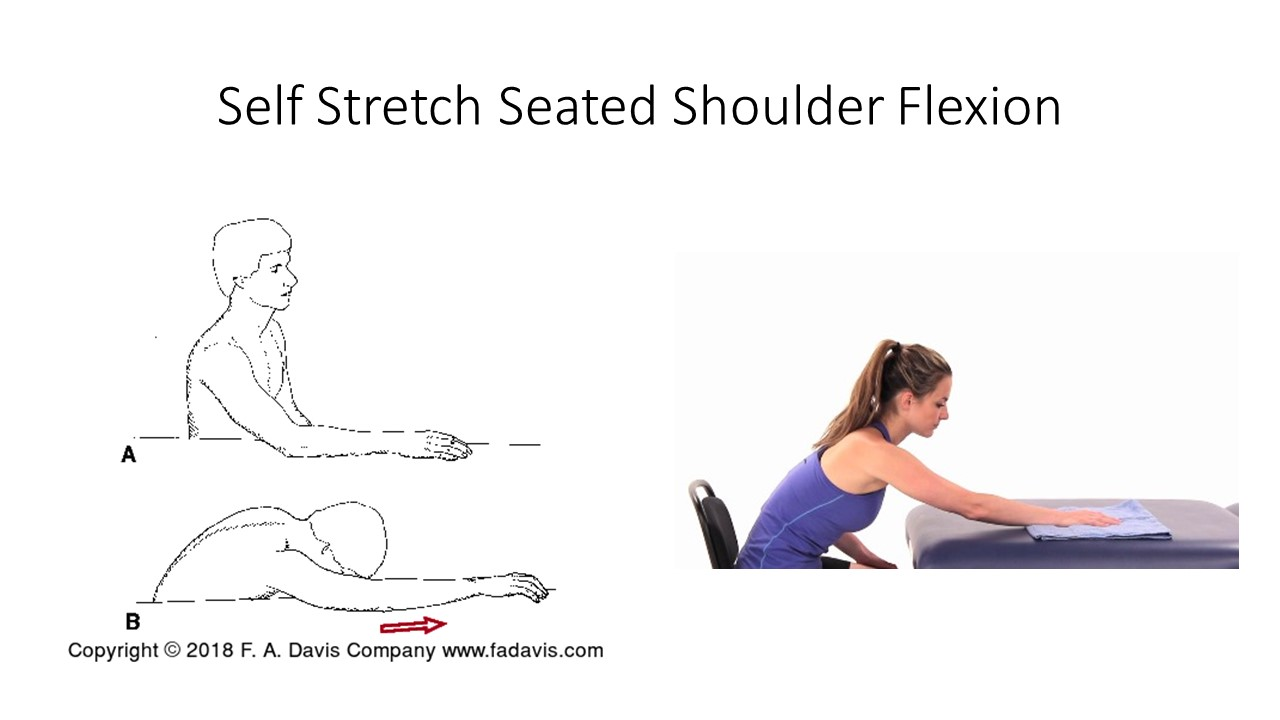 Self Stretch Seated Shoulder Flexion
A
B
Copyright © 2018 F. A. Davis Company www.fadavis.com